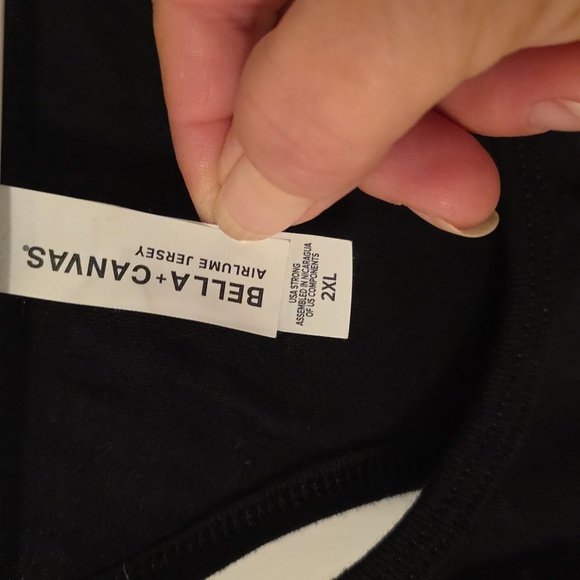 BELLA+CANVAS®
AIRLUME JERSEY
USA STRONG
ASSEMBLED IN NICARAGUA
OF US COMPONENTS
2XL